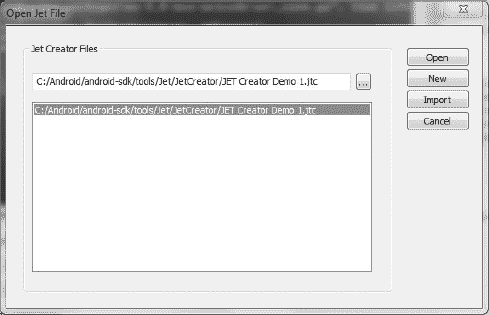 Open Jet File
Jet Creator Files
C:/Android/android-sdk/tools/Jet/JetCreator/JET Creator Demo 1.jtc
...
C:/Android/android-sdk/tools/Jet/JetCreator/JET Creator Demo 1.jtc
Open
New
Import
Cancel